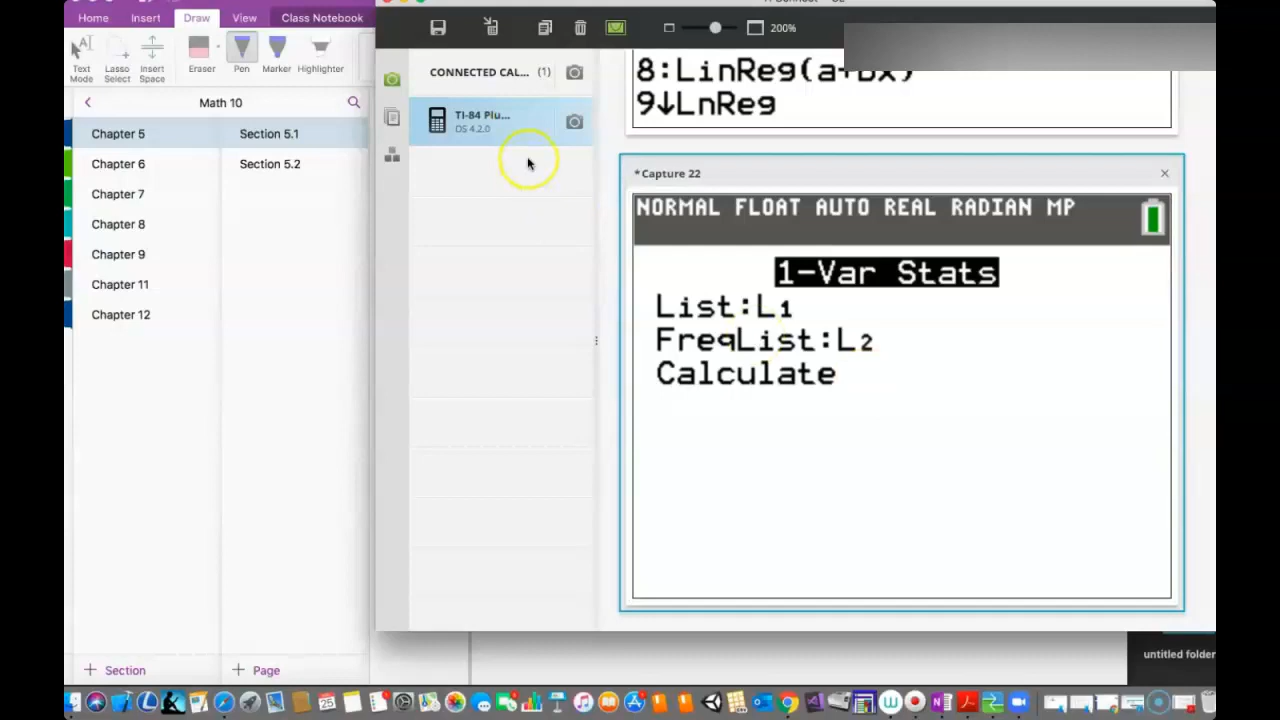 Home Insert Draw View Class Notebook
Text Mode
Lasso Select
Insert Space
Eraser
Pen
Marker
Highlighter
Math 10
Chapter 5
Chapter 6
Chapter 7
Chapter 8
Chapter 9
Chapter 11
Chapter 12
Section 5.1
Section 5.2
+ Section
+ Page
200%
CONNECTED CAL... (1)
TI-84 Plu...
OS 4.2.0
8:LinReg(a+bx)
9↓LnReg
*Capture 22
NORMAL FLOAT AUTO REAL RADIAN MP
1-Var Stats
List:L₁
FreqList:L₂
Calculate
untitled folder